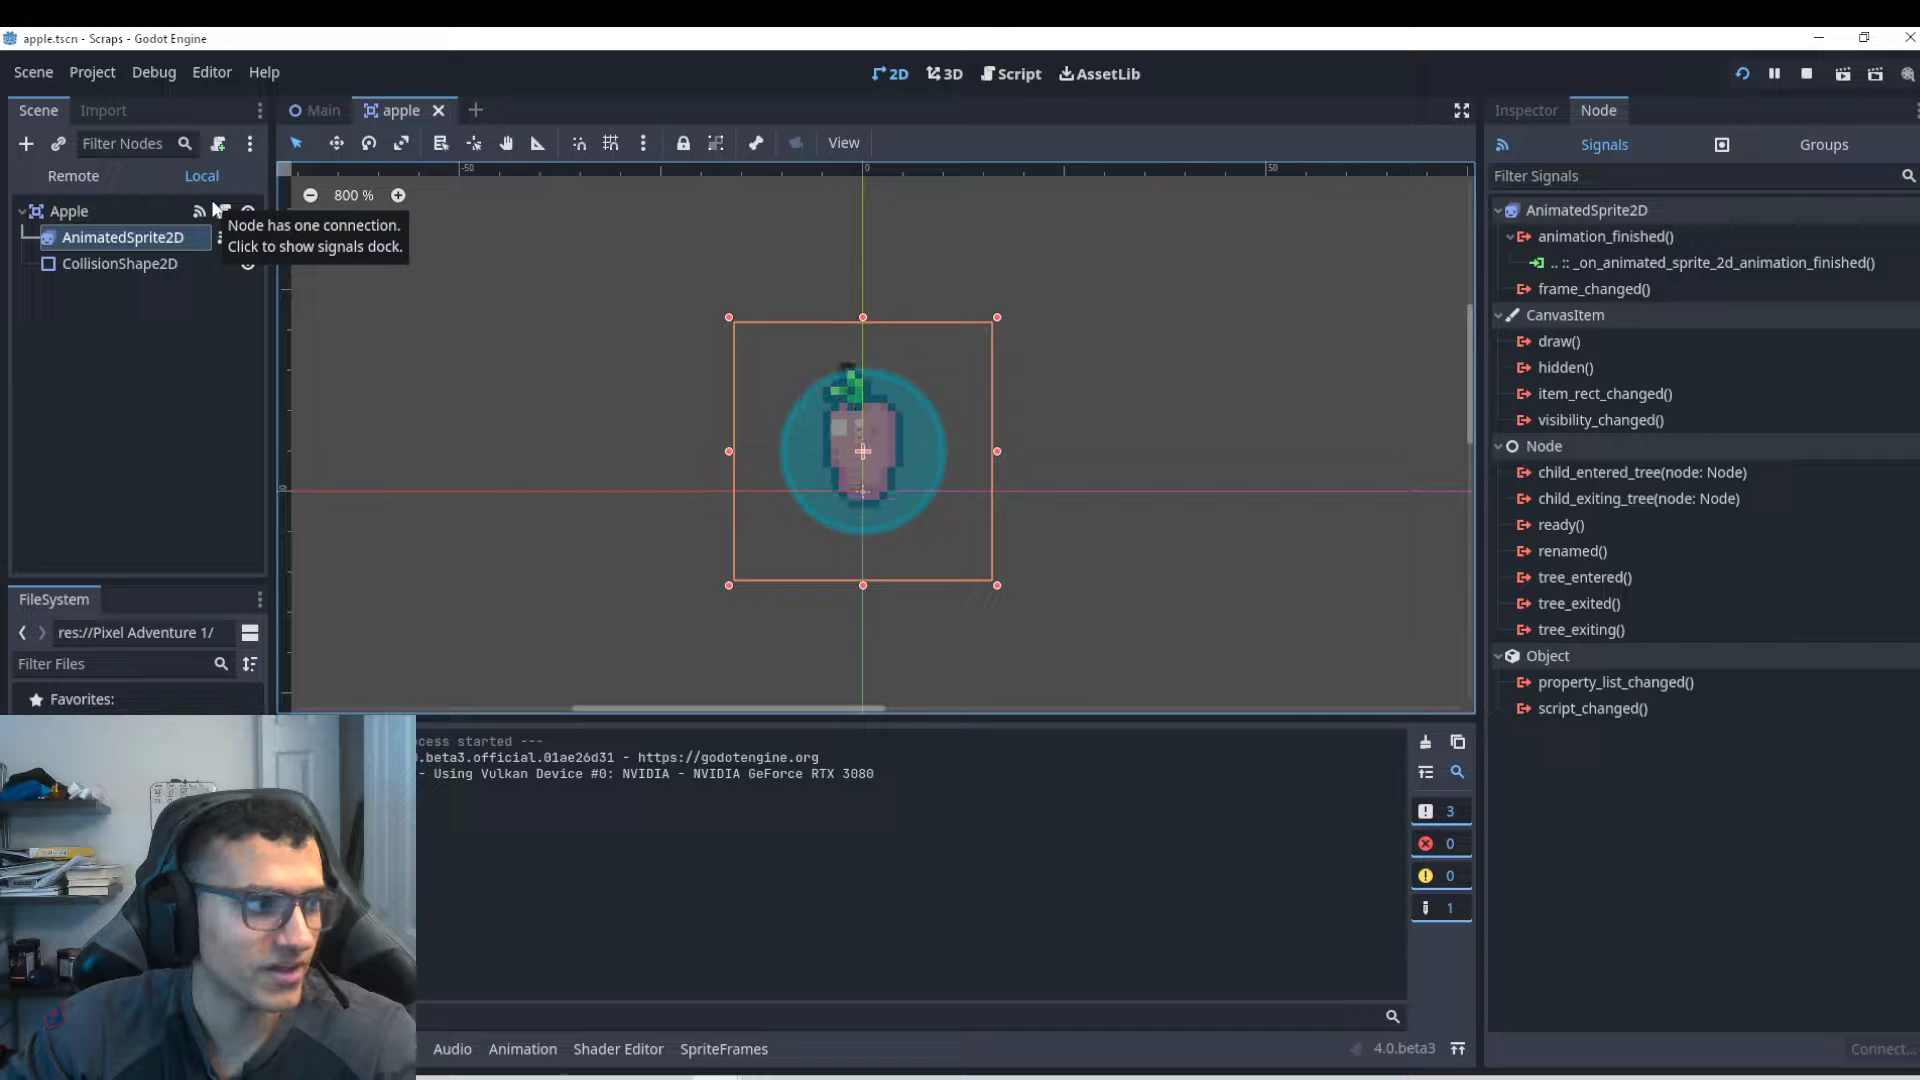 apple.tscn - Scraps - Godot Engine
Scene Project Debug Editor Help
2D 3D Script AssetLib
Scene Import
Main apple
Inspector Node
Filter Nodes
View
Signals Groups
Remote Local
Filter Signals
-50 0 50
800 %
Apple
AnimatedSprite2D
CollisionShape2D
Node has one connection.
Click to show signals dock.
AnimatedSprite2D
animation_finished()
.. :: _on_animated_sprite_2d_animation_finished()
frame_changed()
CanvasItem
draw()
hidden()
item_rect_changed()
visibility_changed()
Node
child_entered_tree(node: Node)
child_exiting_tree(node: Node)
ready()
renamed()
tree_entered()
tree_exited()
tree_exiting()
Object
property_list_changed()
script_changed()
0
FileSystem
res://Pixel Adventure 1/
Filter Files
Favorites:
cess started ---
.beta3.official.01ae26d31 - https://godotengine.org
- Using Vulkan Device #0: NVIDIA - NVIDIA GeForce RTX 3080
3
0
0
1
Audio Animation Shader Editor SpriteFrames
4.0.beta3
Connect...